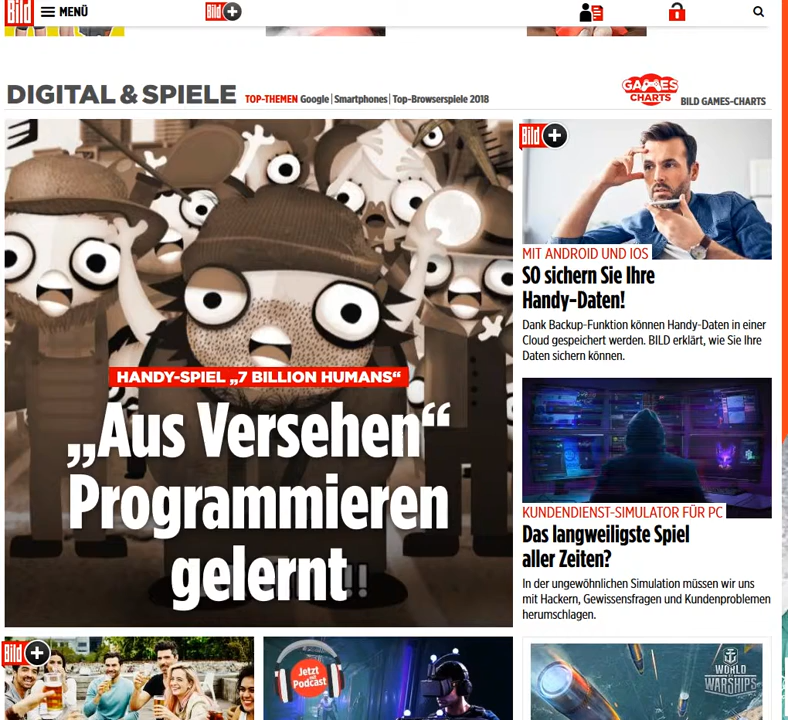 Bild
MENÜ
Bild +
DIGITAL & SPIELE
TOP-THEMEN Google | Smartphones | Top-Browserspiele 2018
GAMES
CHARTS
BILD GAMES-CHARTS
HANDY-SPIEL „7 BILLION HUMANS“
„Aus Versehen“
Programmieren
gelernt!!
Bild +
MIT ANDROID UND IOS
SO sichern Sie Ihre
Handy-Daten!
Dank Backup-Funktion können Handy-Daten in einer
Cloud gespeichert werden. BILD erklärt, wie Sie Ihre
Daten sichern können.
KUNDENDIENST-SIMULATOR FÜR PC
Das langweiligste Spiel
aller Zeiten?
In der ungewöhnlichen Simulation müssen wir uns
mit Hackern, Gewissensfragen und Kundenproblemen
herumschlagen.
Bild +
Jetzt
Podcast
WORLD
OF
WARSHIPS